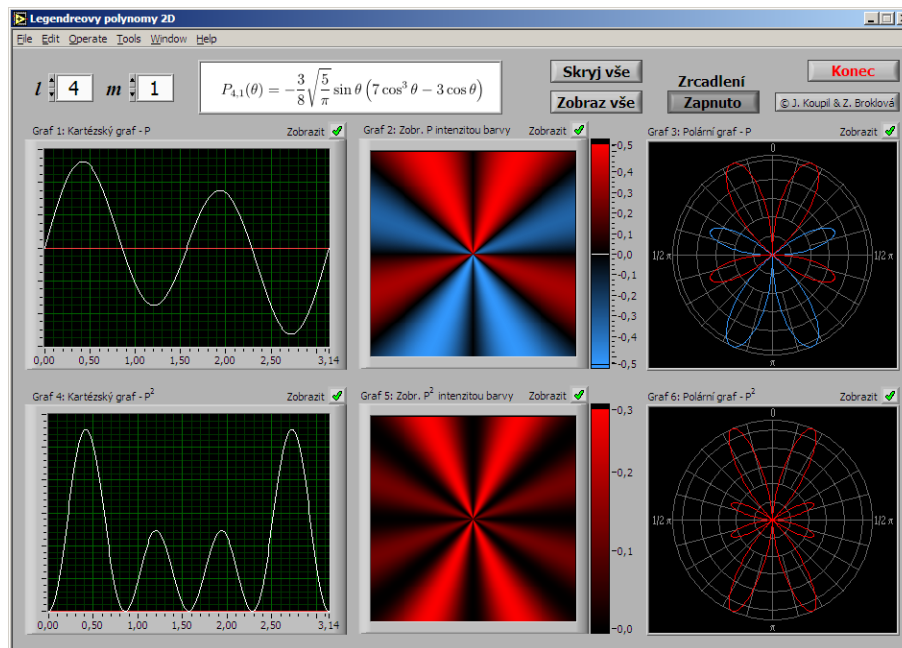 Legendreovy polynomy 2D
File Edit Operate Tools Window Help
l 4 m 1
P_{4,1}(θ) = -\frac{3}{8}\sqrt{\frac{5}{π}} sin θ (7 cos³ θ − 3 cos θ)
Skryj vše
Zobraz vše
Zrcadlení
Zapnuto
Konec
© J. Koupil & Z. Broklová
Graf 1: Kartézský graf - P Zobrazit
0,00 0,50 1,00 1,50 2,00 2,50 3,14
Graf 2: Zobr. P intenzitou barvy
-0,5
-0,4
-0,3
-0,2
-0,1
-0,0
-0,1
-0,2
-0,3
-0,4
-0,5
Graf 3: Polární graf - P Zobrazit
0
1/2 π 1/2 π
π
Graf 4: Kartézský graf - P² Zobrazit
0,00 0,50 1,00 1,50 2,00 2,50 3,14
Graf 5: Zobr. P² intenzitou barvy Zobrazit
-0,3
-0,2
-0,1
-0,0
Graf 6: Polární graf - P² Zobrazit
0
1/2 π 1/2 π
π